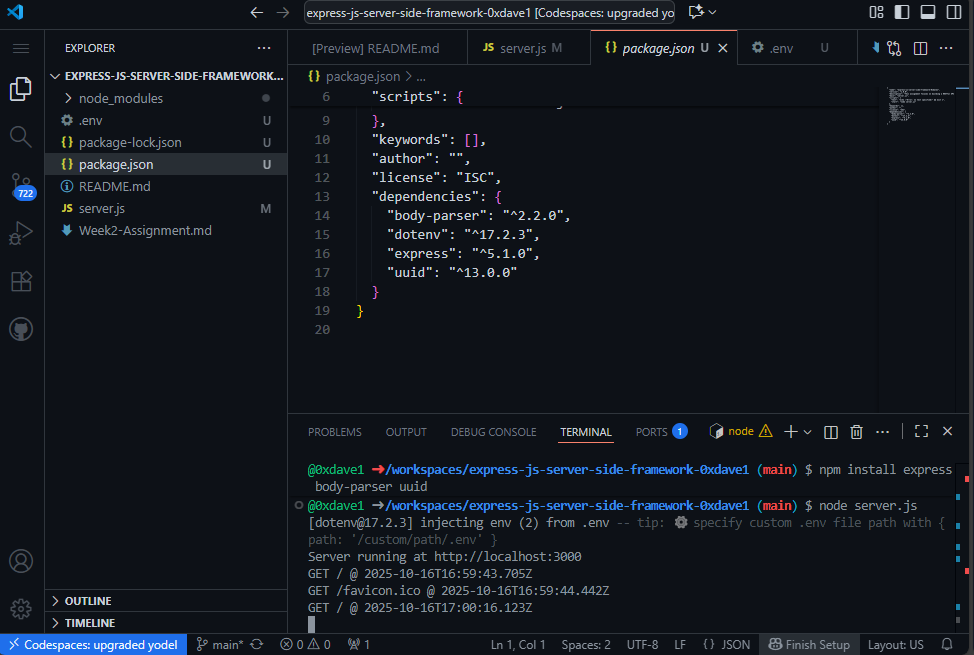 express-js-server-side-framework-0xdave1 [Codespaces: upgraded yo
EXPLORER
EXPRESS-JS-SERVER-SIDE-FRAMEWORK...
node_modules
.env U
package-lock.json U
package.json U
README.md
server.js M
Week2-Assignment.md
OUTLINE
TIMELINE
722
[Preview] README.md
JS server.js M
{} package.json U
.env U
{} package.json > ...
6 "scripts": {
9 },
10 "keywords": [],
11 "author": "",
12 "license": "ISC",
13 "dependencies": {
14 "body-parser": "^2.2.0",
15 "dotenv": "^17.2.3",
16 "express": "^5.1.0",
17 "uuid": "^13.0.0"
18 }
19 }
20
PROBLEMS OUTPUT DEBUG CONSOLE TERMINAL PORTS 1 node
@0xdave1 ➜/workspaces/express-js-server-side-framework-0xdave1 (main) $ npm install express
body-parser uuid
@0xdave1 ➜/workspaces/express-js-server-side-framework-0xdave1 (main) $ node server.js
[dotenv@17.2.3] injecting env (2) from .env -- tip: ⚙ specify custom .env file path with {
path: '/custom/path/.env' }
Server running at http://localhost:3000
GET / @ 2025-10-16T16:59:43.705Z
GET /favicon.ico @ 2025-10-16T16:59:44.442Z
GET / @ 2025-10-16T17:00:16.123Z
Codespaces: upgraded yodel main* 0 0 1 Ln 1, Col 1 Spaces: 2 UTF-8 LF {} JSON Finish Setup Layout: US